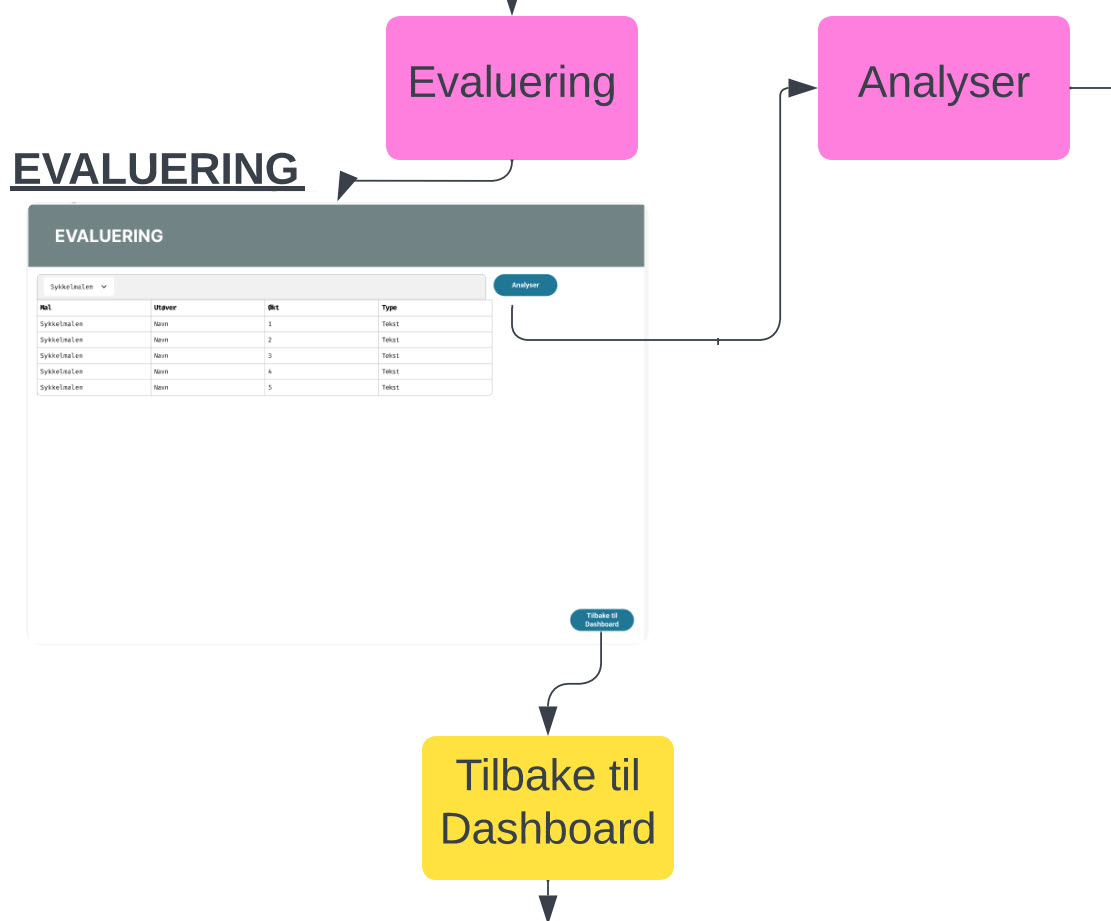 Evaluering
Analyser
EVALUERING
EVALUERING
Sykkelmalen
Analyser
Mal Utøver Økt Type
Sykkelmalen Navn 1 Tekst
Sykkelmalen Navn 2 Tekst
Sykkelmalen Navn 3 Tekst
Sykkelmalen Navn 4 Tekst
Sykkelmalen Navn 5 Tekst
Tilbake til
Dashboard
Tilbake til
Dashboard